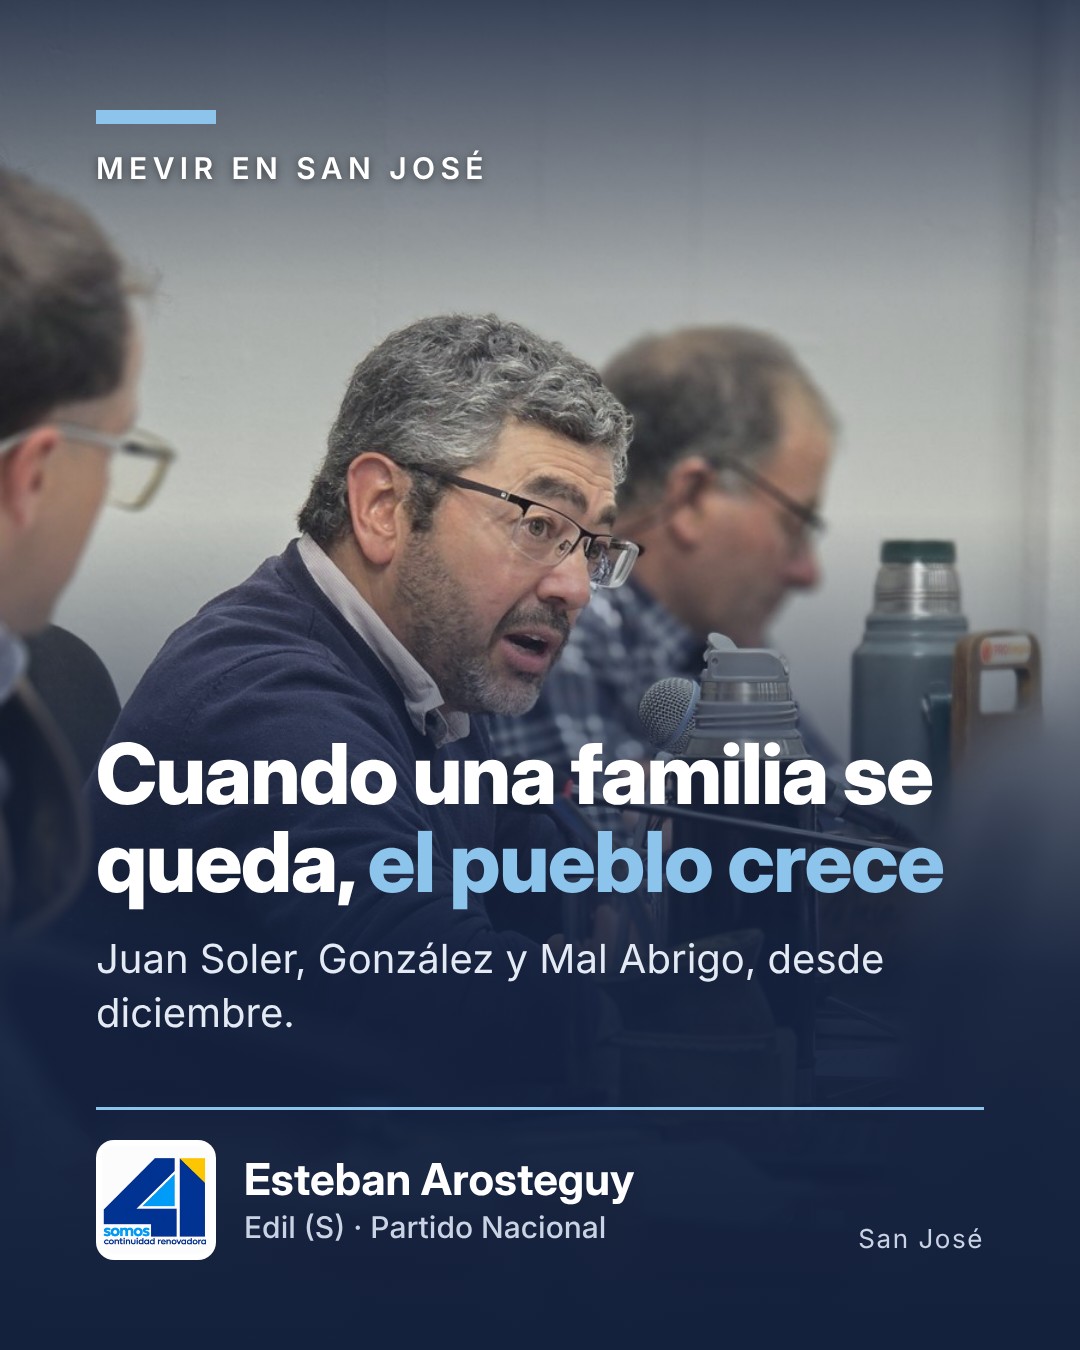 MEVIR EN SAN JOSÉ
Cuando una familia se
queda, el pueblo crece
Juan Soler, González y Mal Abrigo, desde
diciembre.
41
somos
continuidad renovadora
Esteban Arosteguy
Edil (S) · Partido Nacional
San José